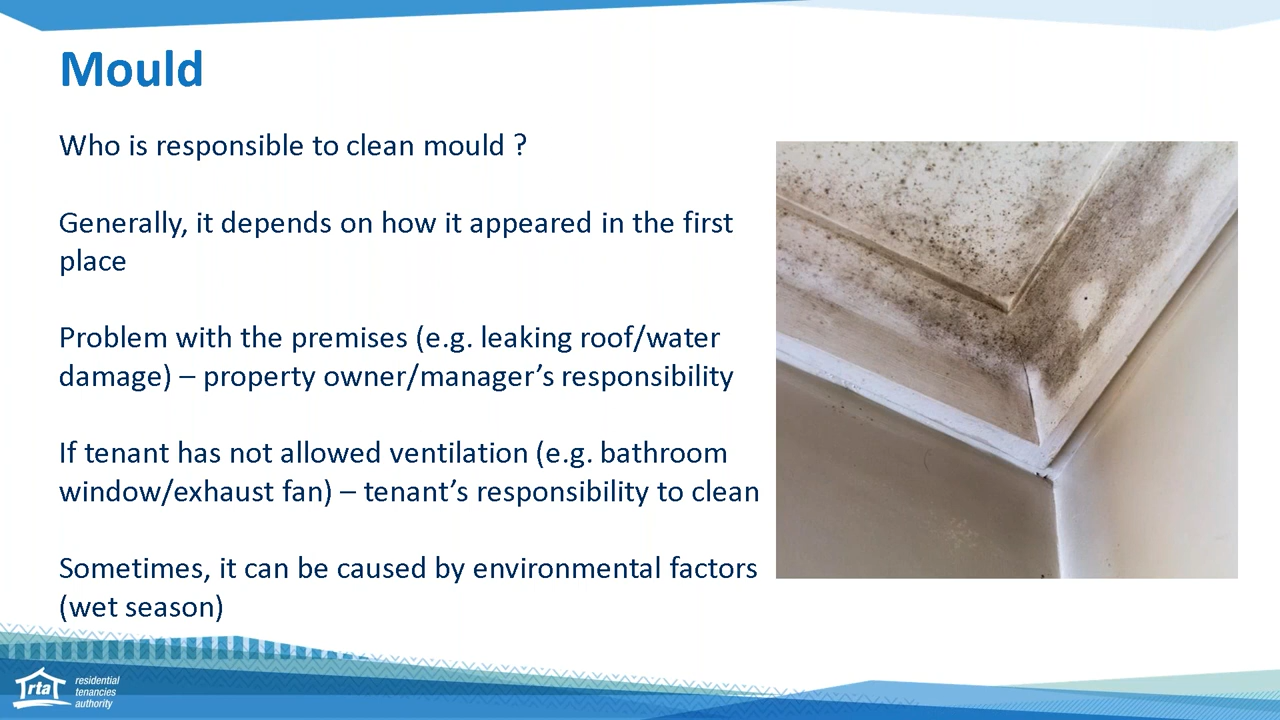 Mould
Who is responsible to clean mould ?
Generally, it depends on how it appeared in the first
place
Problem with the premises (e.g. leaking roof/water
damage) – property owner/manager’s responsibility
If tenant has not allowed ventilation (e.g. bathroom
window/exhaust fan) – tenant’s responsibility to clean
Sometimes, it can be caused by environmental factors
(wet season)
rta
residential
tenancies
authority